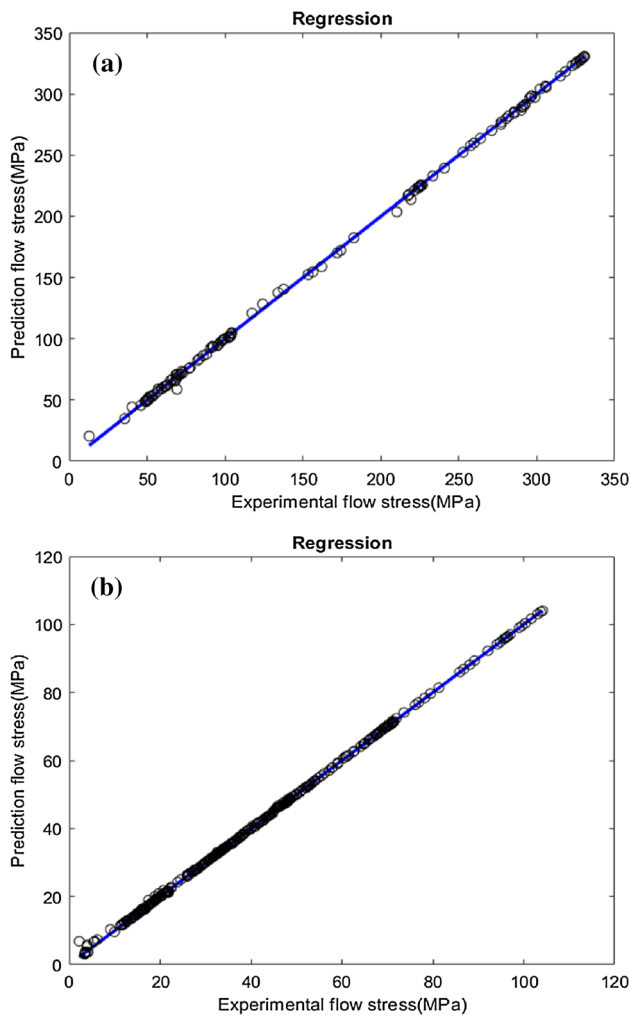 Regression
(a)
350
300
250
200
150
100
50
0
Prediction flow stress(MPa)
0 50 100 150 200 250 300 350
Experimental flow stress(MPa)
Regression
(b)
120
100
80
60
40
20
0
Prediction flow stress(MPa)
0 20 40 60 80 100 120
Experimental flow stress(MPa)